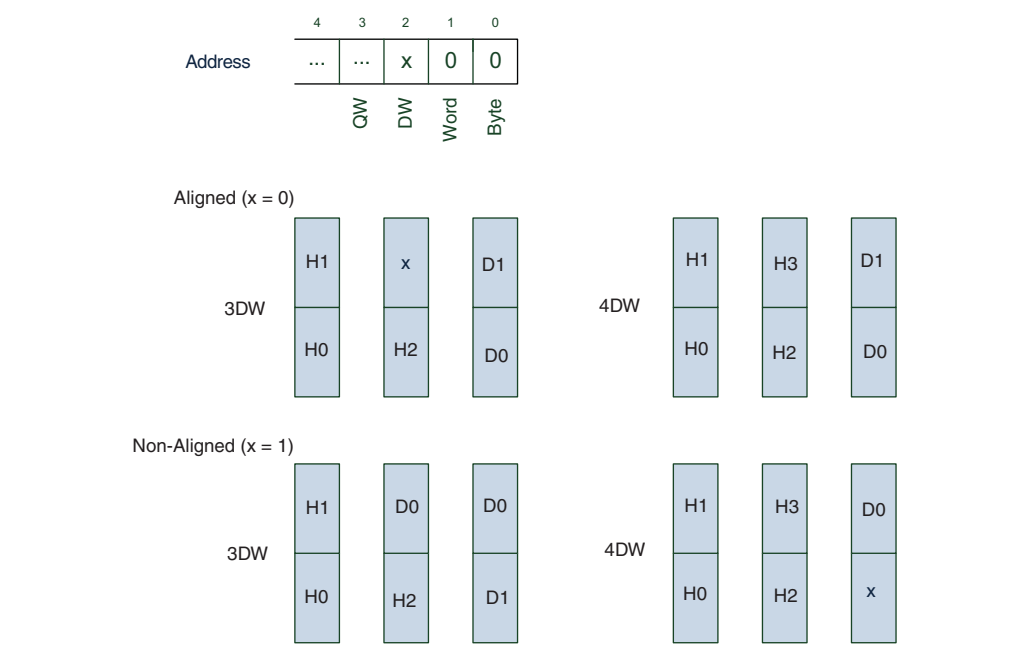 4 3 2 1 0
Address ... ... x 0 0
QW DW Word Byte
Aligned (x = 0)
H1 x D1 H1 H3 D1
3DW 4DW
H0 H2 D0 H0 H2 D0
Non-Aligned (x = 1)
H1 D0 D0 H1 H3 D0
3DW 4DW
H0 H2 D1 H0 H2 x